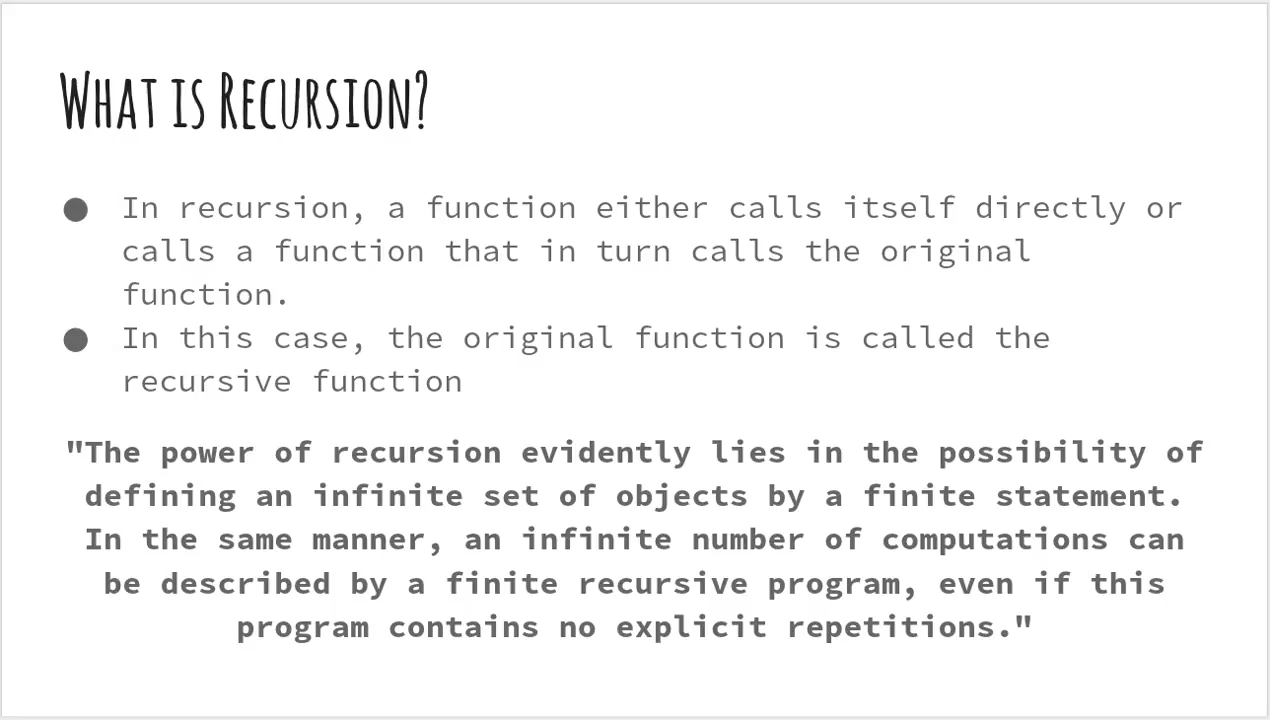 What is Recursion?
● In recursion, a function either calls itself directly or
calls a function that in turn calls the original
function.
● In this case, the original function is called the
recursive function
"The power of recursion evidently lies in the possibility of
defining an infinite set of objects by a finite statement.
In the same manner, an infinite number of computations can
be described by a finite recursive program, even if this
program contains no explicit repetitions."